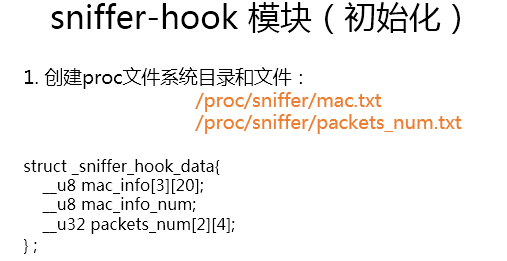 sniffer-hook 模块（初始化）
1. 创建proc文件系统目录和文件：
/proc/sniffer/mac.txt
/proc/sniffer/packets_num.txt
struct _sniffer_hook_data{
__u8 mac_info[3][20];
__u8 mac_info_num;
__u32 packets_num[2][4];
} ;